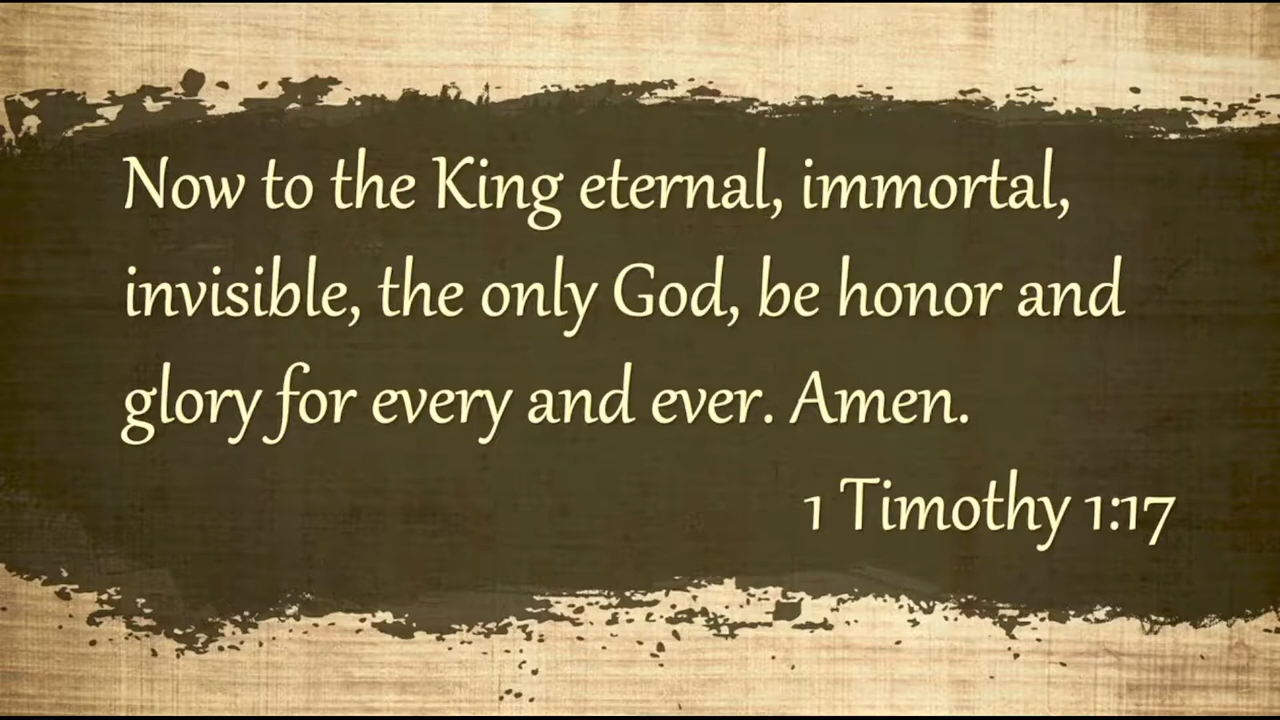 Now to the King eternal, immortal,
invisible, the only God, be honor and
glory for every and ever. Amen.
1 Timothy 1:17